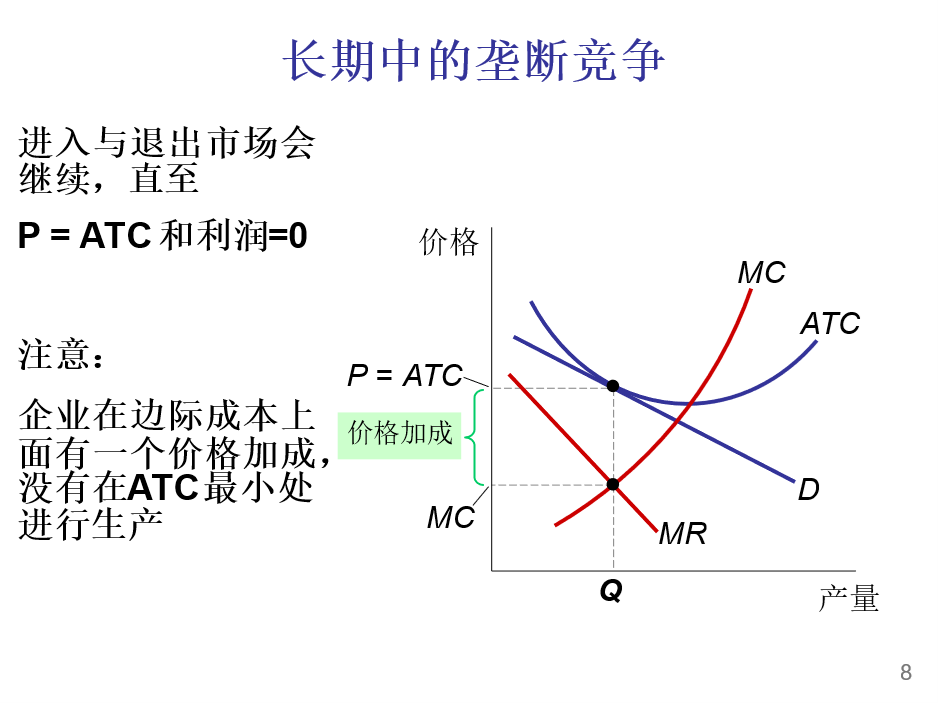 长期中的垄断竞争
进入与退出市场会
继续，直至
P = ATC 和利润=0
注意：
企业在边际成本上
面有一个价格加成，
没有在ATC最小处
进行生产
价格
MC
ATC
P = ATC
价格加成
MC
D
MR
Q
产量
8